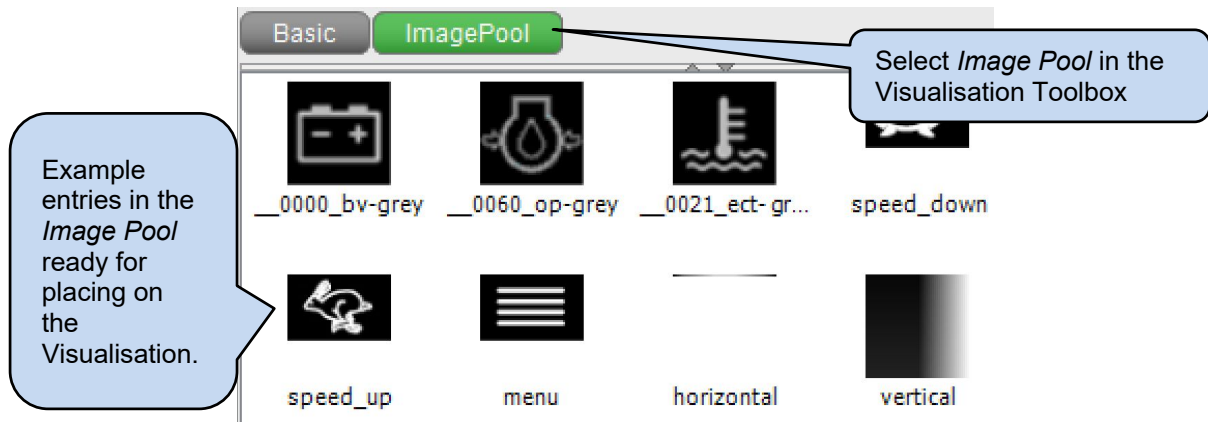 Basic ImagePool
Select Image Pool in the
Visualisation Toolbox
Example
entries in the
Image Pool
ready for
placing on
the
Visualisation.
__0000_bv-grey __0060_op-grey __0021_ect-gr... speed_down
speed_up menu horizontal vertical